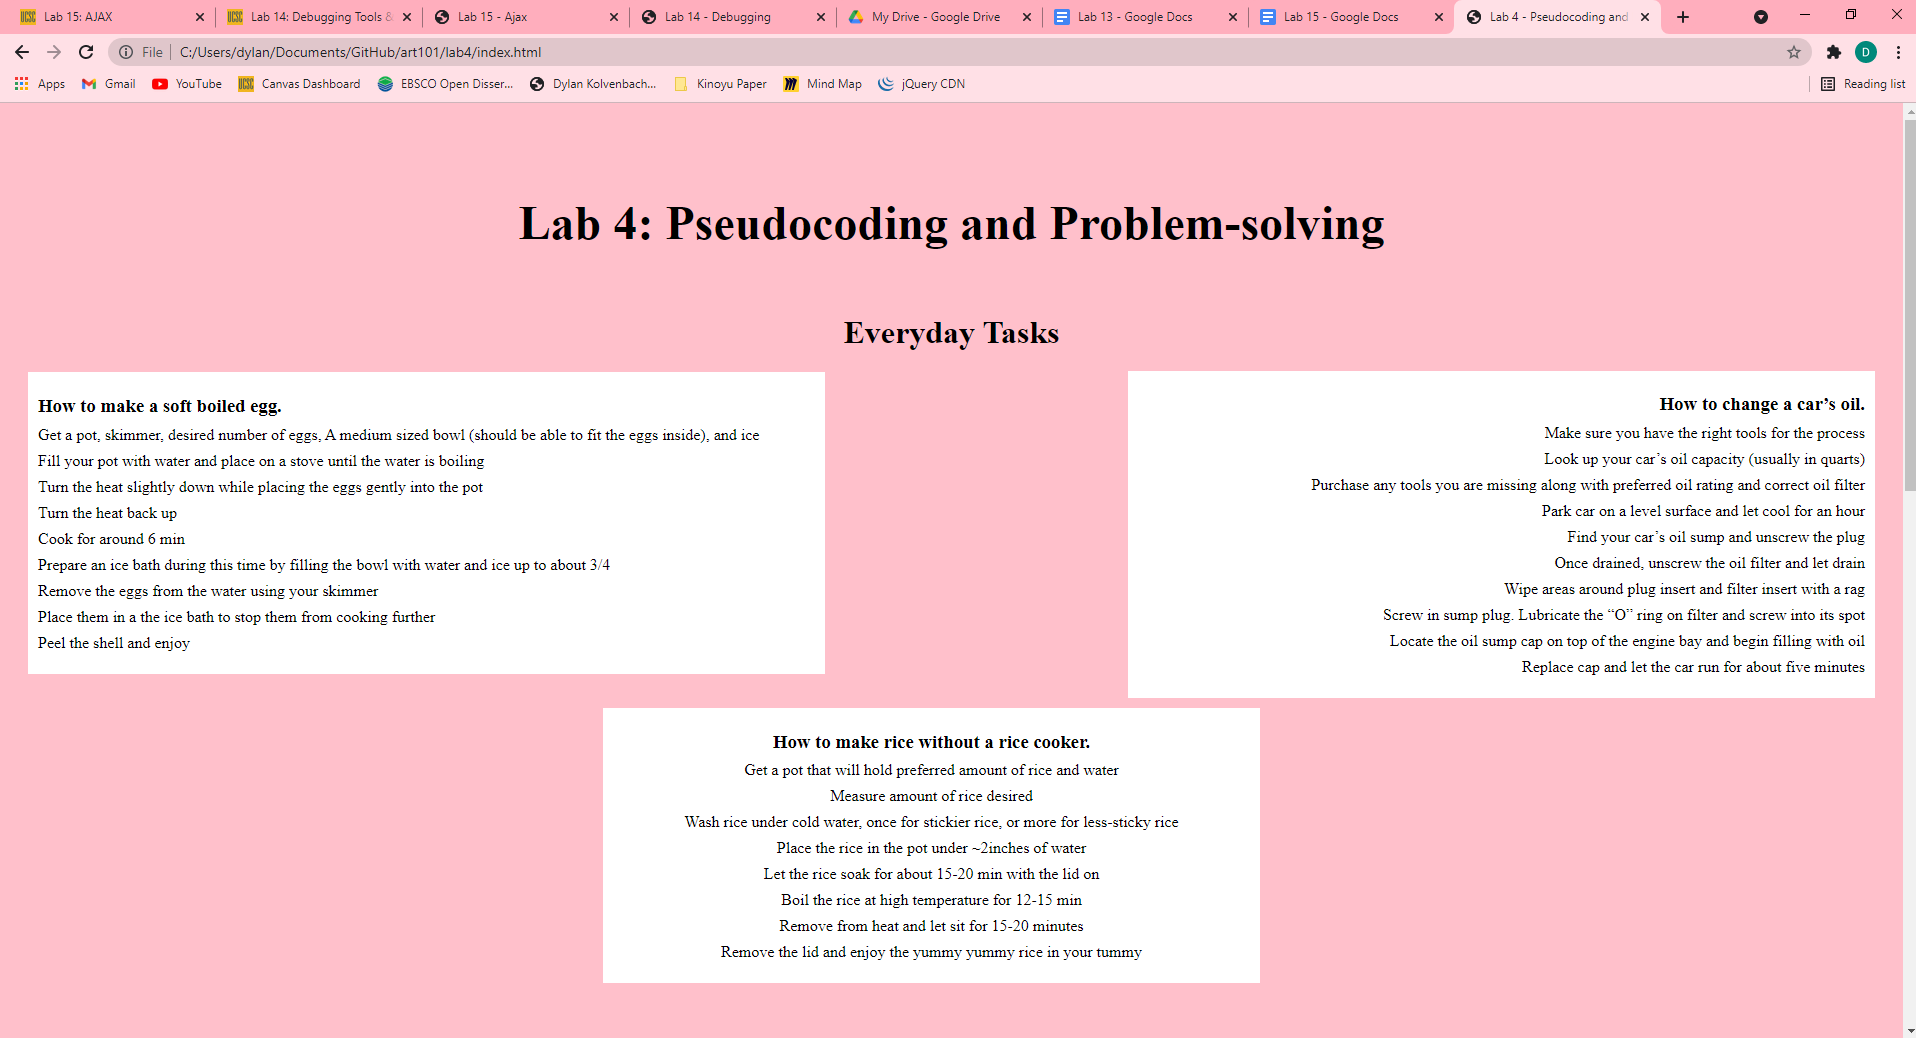 Lab 15: AJAX
Lab 14: Debugging Tools &
Lab 15 - Ajax
Lab 14 - Debugging
My Drive - Google Drive
Lab 13 - Google Docs
Lab 15 - Google Docs
Lab 4 - Pseudocoding and
D
File
C:/Users/dylan/Documents/GitHub/art101/lab4/index.html
Apps
Gmail
YouTube
UCSC
Canvas Dashboard
EBSCO Open Disser...
Dylan Kolvenbach...
Kinoyu Paper
Mind Map
jQuery CDN
Reading list
Lab 4: Pseudocoding and Problem-solving
Everyday Tasks
How to make a soft boiled egg.
Get a pot, skimmer, desired number of eggs, A medium sized bowl (should be able to fit the eggs inside), and ice
Fill your pot with water and place on a stove until the water is boiling
Turn the heat slightly down while placing the eggs gently into the pot
Turn the heat back up
Cook for around 6 min
Prepare an ice bath during this time by filling the bowl with water and ice up to about 3/4
Remove the eggs from the water using your skimmer
Place them in a the ice bath to stop them from cooking further
Peel the shell and enjoy
How to change a car’s oil.
Make sure you have the right tools for the process
Look up your car’s oil capacity (usually in quarts)
Purchase any tools you are missing along with preferred oil rating and correct oil filter
Park car on a level surface and let cool for an hour
Find your car’s oil sump and unscrew the plug
Once drained, unscrew the oil filter and let drain
Wipe areas around plug insert and filter insert with a rag
Screw in sump plug. Lubricate the “O” ring on filter and screw into its spot
Locate the oil sump cap on top of the engine bay and begin filling with oil
Replace cap and let the car run for about five minutes
How to make rice without a rice cooker.
Get a pot that will hold preferred amount of rice and water
Measure amount of rice desired
Wash rice under cold water, once for stickier rice, or more for less-sticky rice
Place the rice in the pot under ~2inches of water
Let the rice soak for about 15-20 min with the lid on
Boil the rice at high temperature for 12-15 min
Remove from heat and let sit for 15-20 minutes
Remove the lid and enjoy the yummy yummy rice in your tummy